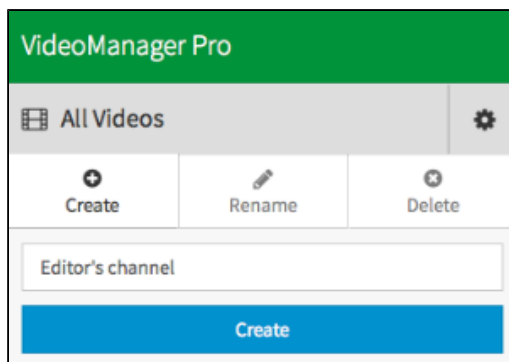 VideoManager Pro
All Videos
Create Rename Delete
Editor's channel
Create